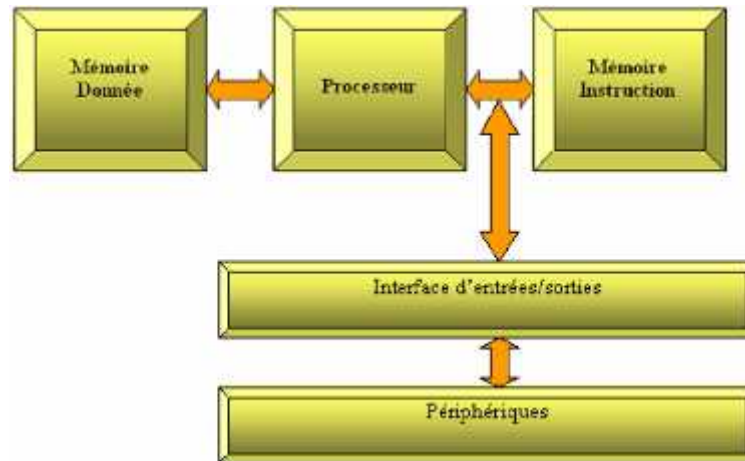 Mémoire
Donnée
Processeur
Mémoire
Instruction
Interface d'entrées/sorties
Périphériques